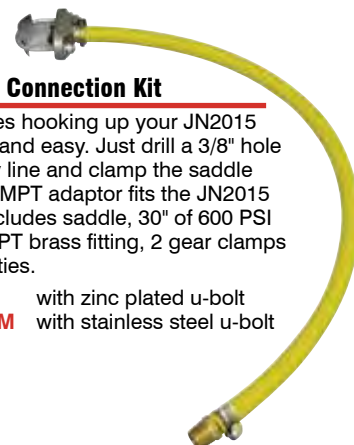 Connection Kit
es hooking up your JN2015
and easy. Just drill a 3/8" hole
line and clamp the saddle
MPT adaptor fits the JN2015
cludes saddle, 30" of 600 PSI
PT brass fitting, 2 gear clamps
ties.
with zinc plated u-bolt
M with stainless steel u-bolt